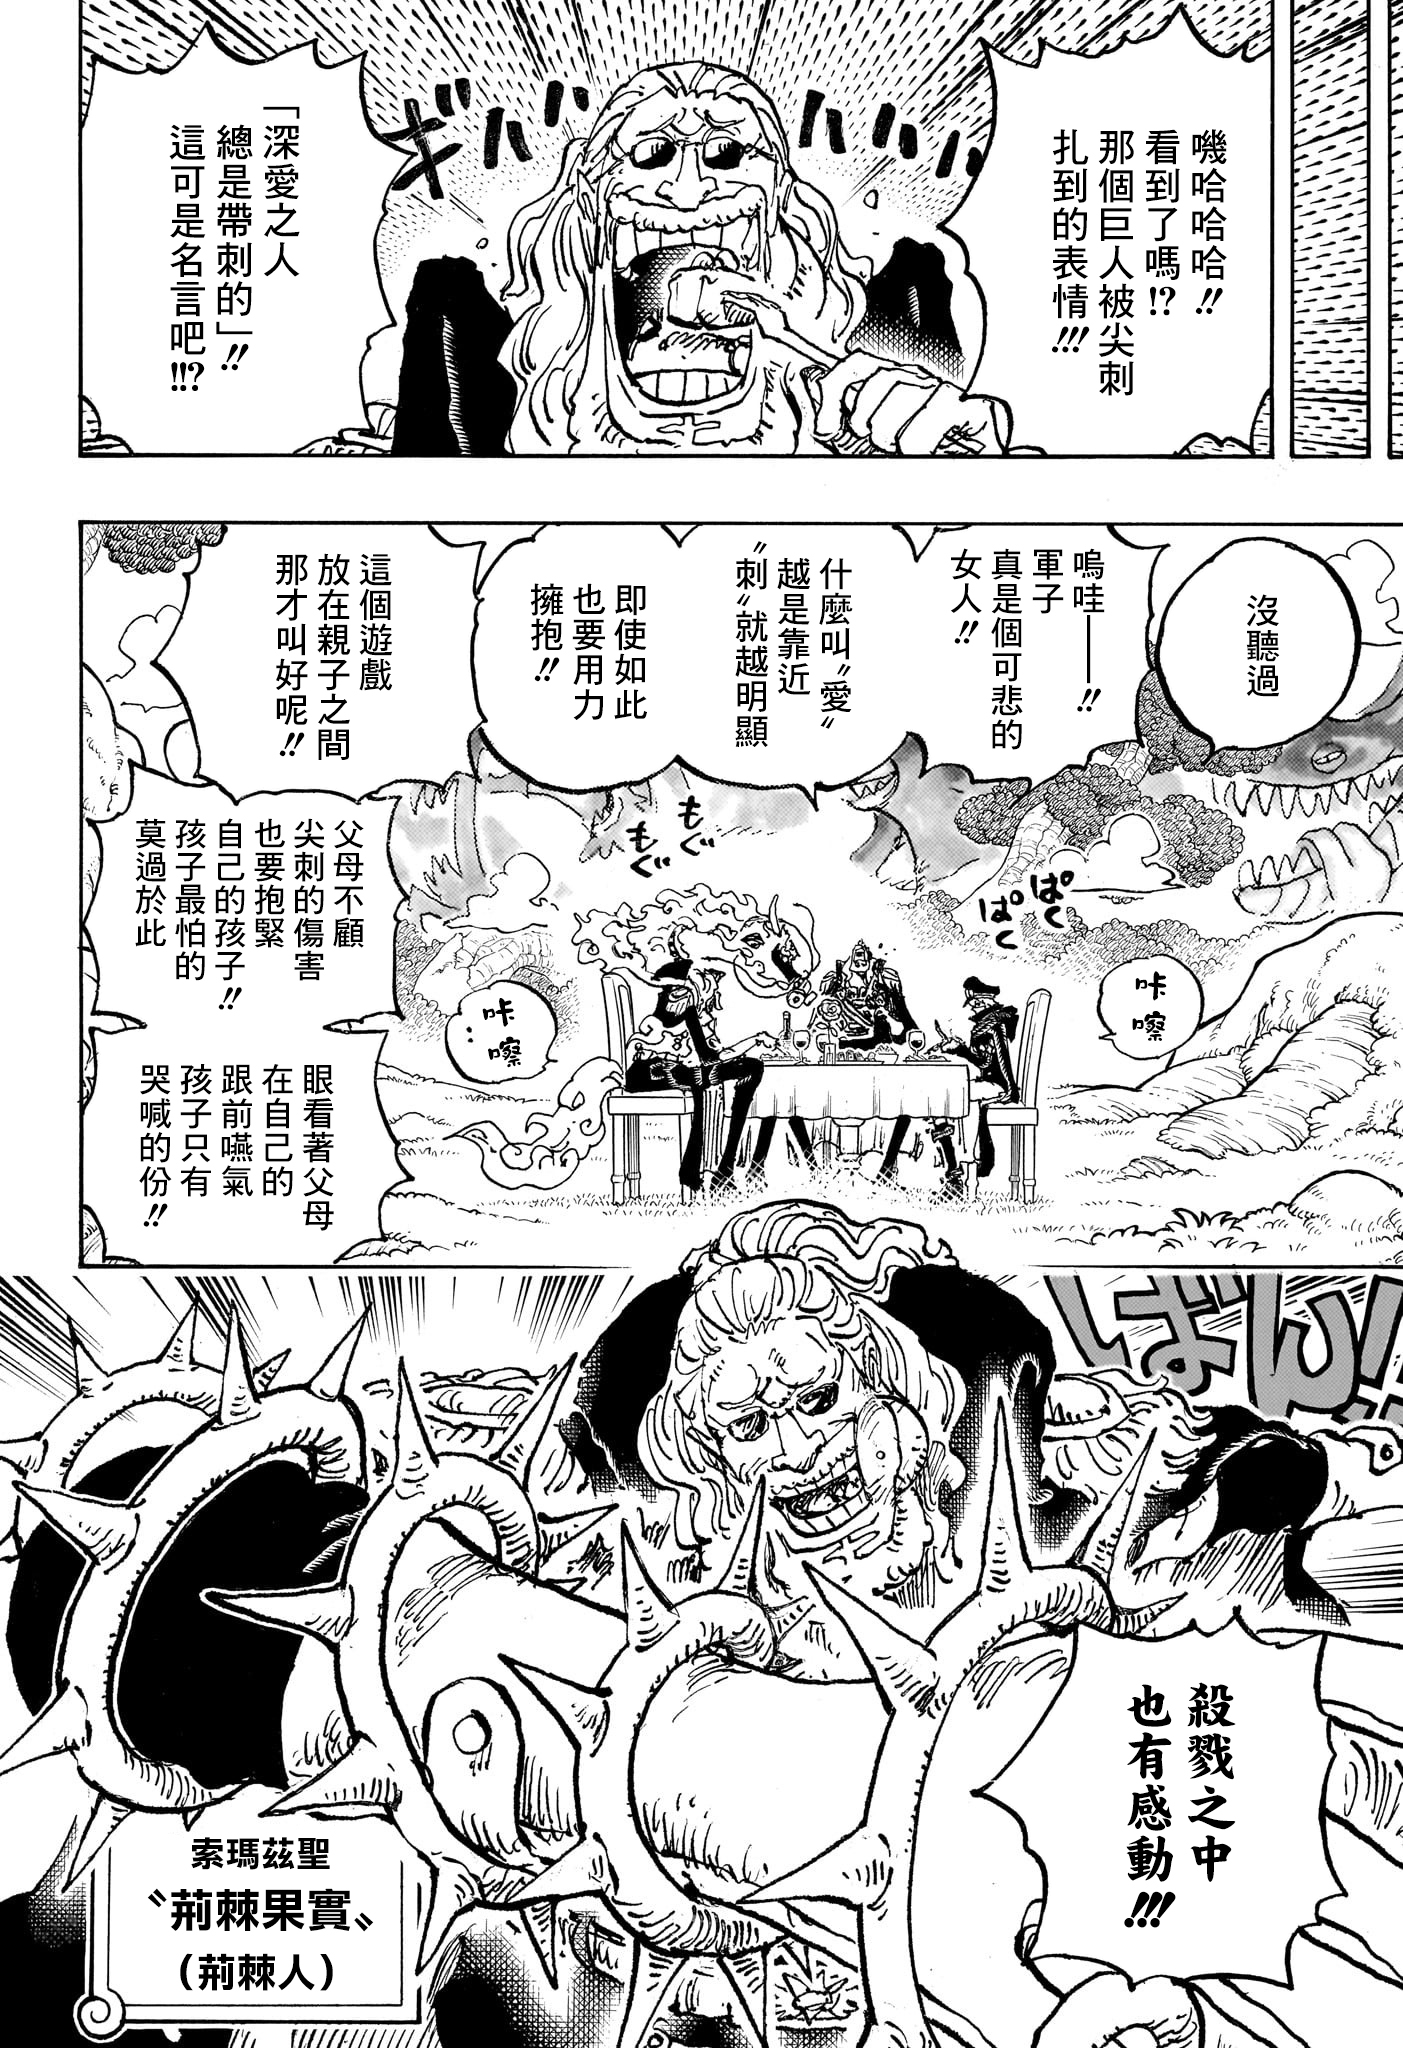 嘰哈哈哈!!
看到了嗎!?
那個巨人被尖刺
扎到的表情!!!
「深愛之人
總是帶刺的」!!
這可是名言吧!!?
ギハハハハハハ
沒聽過
嗚哇——!!
軍子
真是個可悲的
女人!!
什麼叫〝愛〞
越是靠近
〝刺〞就越明顯
即使如此
也要用力
擁抱!!
這個遊戲
放在親子之間
那才叫好呢!!
父母不顧
尖刺的傷害
也要抱緊
自己的孩子!!
孩子最怕的
莫過於此
眼看著父母
在自己的
跟前嚥氣
孩子只有
哭喊的份!!
もぐ
もぐ
ぱく
ぱく
咔
嚓
咔
嚓…
ばん!!
殺戮之中
也有感動!!!
索瑪茲聖
〝荊棘果實〞
(荊棘人)